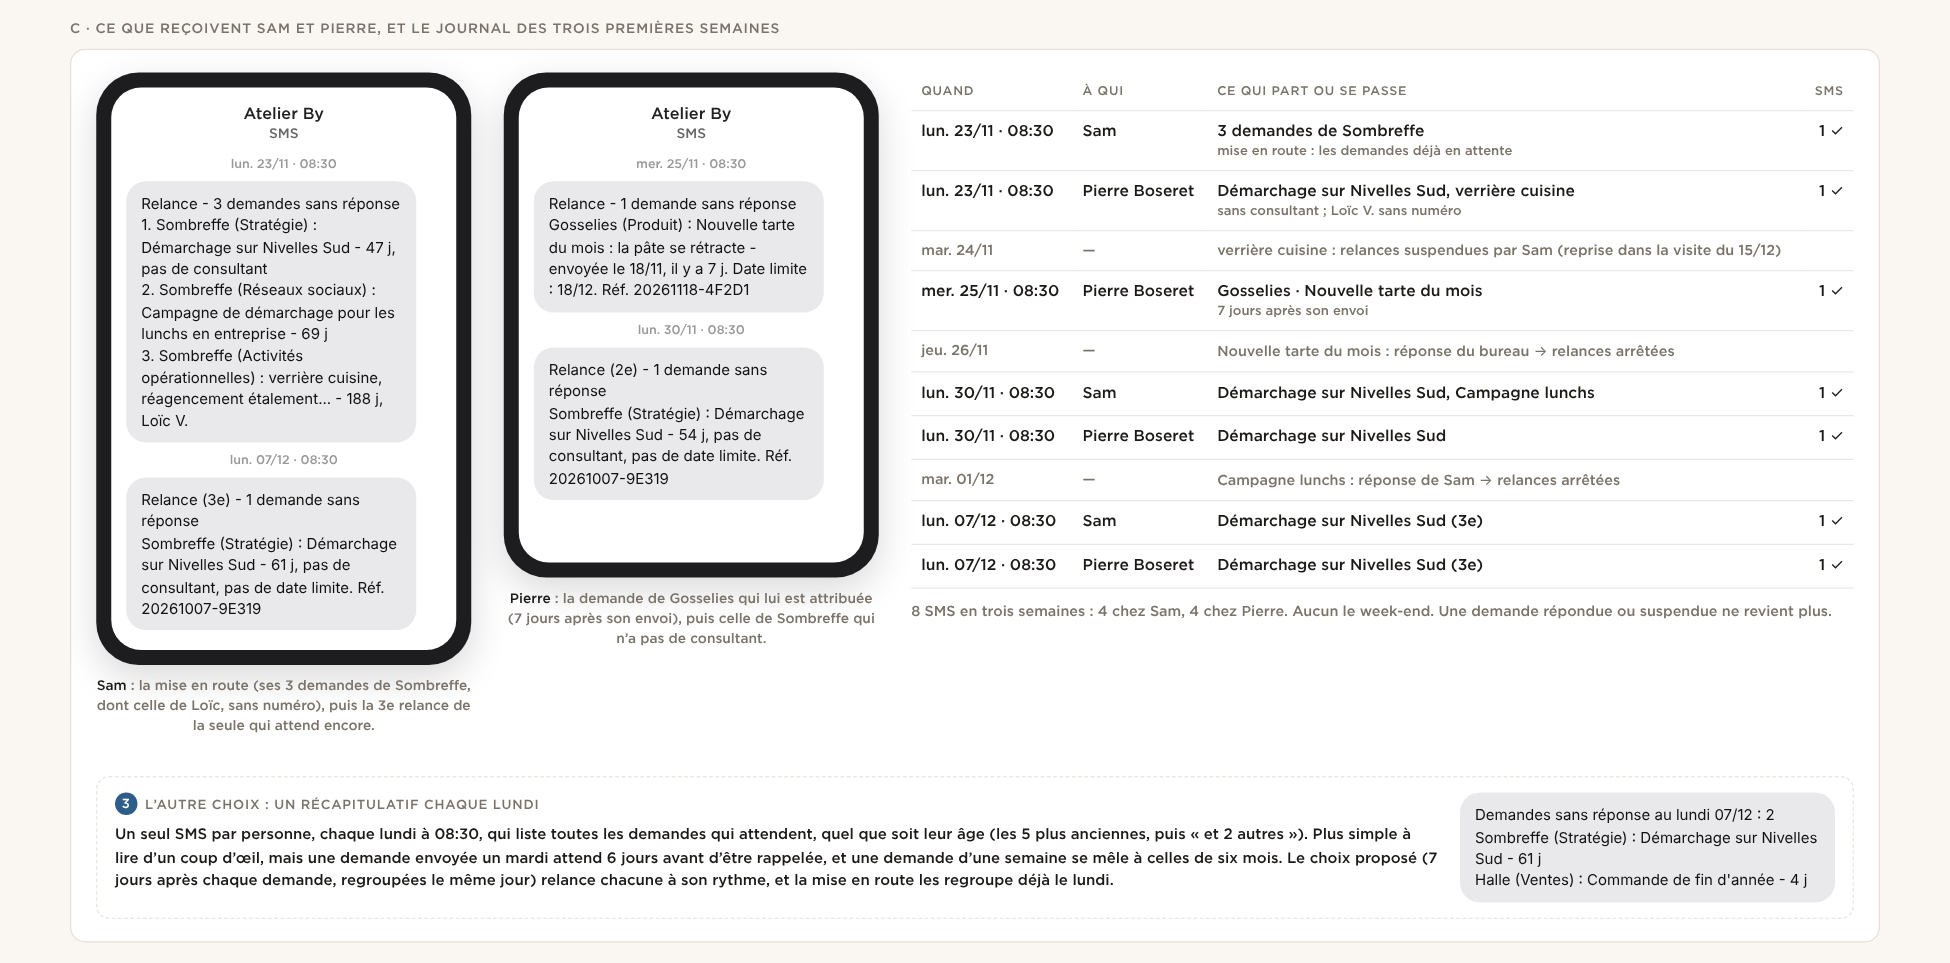 C · CE QUE REÇOIVENT SAM ET PIERRE, ET LE JOURNAL DES TROIS PREMIÈRES SEMAINES
Atelier By
SMS
lun. 23/11 · 08:30
Relance - 3 demandes sans réponse
1. Sombreffe (Stratégie) :
Démarchage sur Nivelles Sud - 47 j,
pas de consultant
2. Sombreffe (Réseaux sociaux) :
Campagne de démarchage pour les
lunchs en entreprise - 69 j
3. Sombreffe (Activités
opérationnelles) : verrière cuisine,
réagencement étalement... - 188 j,
Loïc V.
lun. 07/12 · 08:30
Relance (3e) - 1 demande sans
réponse
Sombreffe (Stratégie) : Démarchage
sur Nivelles Sud - 61 j, pas de
consultant, pas de date limite. Réf.
20261007-9E319
Sam : la mise en route (ses 3 demandes de Sombreffe,
dont celle de Loïc, sans numéro), puis la 3e relance de
la seule qui attend encore.
Atelier By
SMS
mer. 25/11 · 08:30
Relance - 1 demande sans réponse
Gosselies (Produit) : Nouvelle tarte
du mois : la pâte se rétracte -
envoyée le 18/11, il y a 7 j. Date limite
: 18/12. Réf. 20261118-4F2D1
lun. 30/11 · 08:30
Relance (2e) - 1 demande sans
réponse
Sombreffe (Stratégie) : Démarchage
sur Nivelles Sud - 54 j, pas de
consultant, pas de date limite. Réf.
20261007-9E319
Pierre : la demande de Gosselies qui lui est attribuée
(7 jours après son envoi), puis celle de Sombreffe qui
n'a pas de consultant.
QUAND À QUI CE QUI PART OU SE PASSE SMS
lun. 23/11 · 08:30 Sam 3 demandes de Sombreffe 1 ✓
mise en route : les demandes déjà en attente
lun. 23/11 · 08:30 Pierre Boseret Démarchage sur Nivelles Sud, verrière cuisine 1 ✓
sans consultant ; Loïc V. sans numéro
mar. 24/11 — verrière cuisine : relances suspendues par Sam (reprise dans la visite du 15/12)
mer. 25/11 · 08:30 Pierre Boseret Gosselies · Nouvelle tarte du mois 1 ✓
7 jours après son envoi
jeu. 26/11 — Nouvelle tarte du mois : réponse du bureau → relances arrêtées
lun. 30/11 · 08:30 Sam Démarchage sur Nivelles Sud, Campagne lunchs 1 ✓
lun. 30/11 · 08:30 Pierre Boseret Démarchage sur Nivelles Sud 1 ✓
mar. 01/12 — Campagne lunchs : réponse de Sam → relances arrêtées
lun. 07/12 · 08:30 Sam Démarchage sur Nivelles Sud (3e) 1 ✓
lun. 07/12 · 08:30 Pierre Boseret Démarchage sur Nivelles Sud (3e) 1 ✓
8 SMS en trois semaines : 4 chez Sam, 4 chez Pierre. Aucun le week-end. Une demande répondue ou suspendue ne revient plus.
3 L'AUTRE CHOIX : UN RÉCAPITULATIF CHAQUE LUNDI
Un seul SMS par personne, chaque lundi à 08:30, qui liste toutes les demandes qui attendent, quel que soit leur âge (les 5 plus anciennes, puis « et 2 autres »). Plus simple à
lire d'un coup d'œil, mais une demande envoyée un mardi attend 6 jours avant d'être rappelée, et une demande d'une semaine se mêle à celles de six mois. Le choix proposé (7
jours après chaque demande, regroupées le même jour) relance chacune à son rythme, et la mise en route les regroupe déjà le lundi.
Demandes sans réponse au lundi 07/12 : 2
Sombreffe (Stratégie) : Démarchage sur Nivelles
Sud - 61 j
Halle (Ventes) : Commande de fin d'année - 4 j